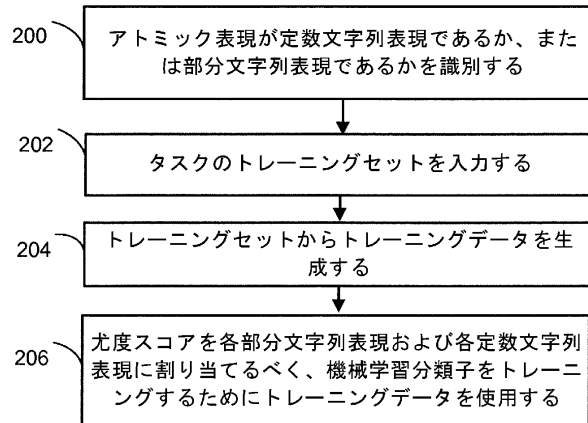 200
アトミック表現が定数文字列表現であるか、また
は部分文字列表現であるかを識別する
202
タスクのトレーニングセットを入力する
204
トレーニングセットからトレーニングデータを生
成する
206
尤度スコアを各部分文字列表現および各定数文字列
表現に割り当てるべく、機械学習分類子をトレーニ
ングするためにトレーニングデータを使用する